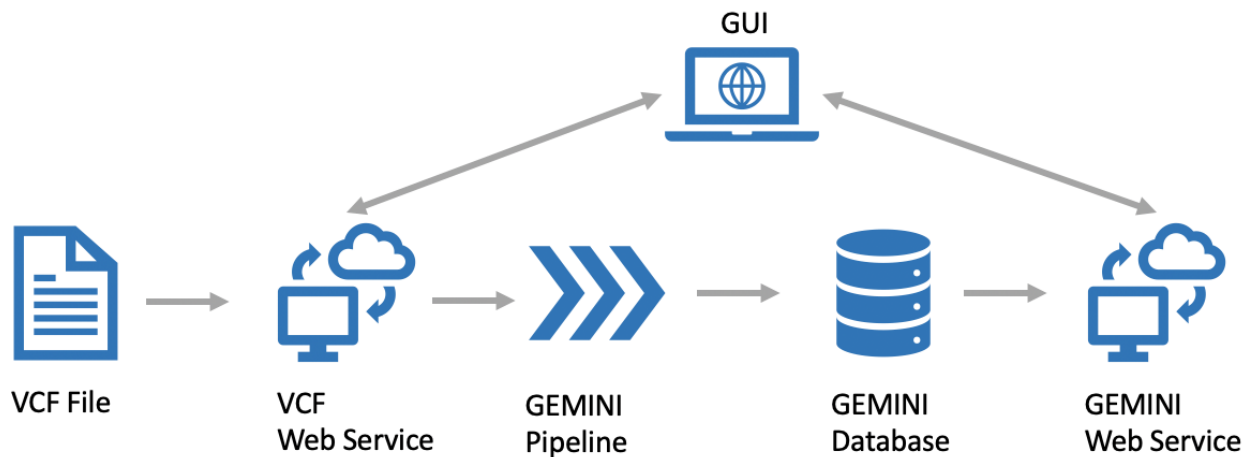 GUI
VCF File
VCF
Web Service
GEMINI
Pipeline
GEMINI
Database
GEMINI
Web Service